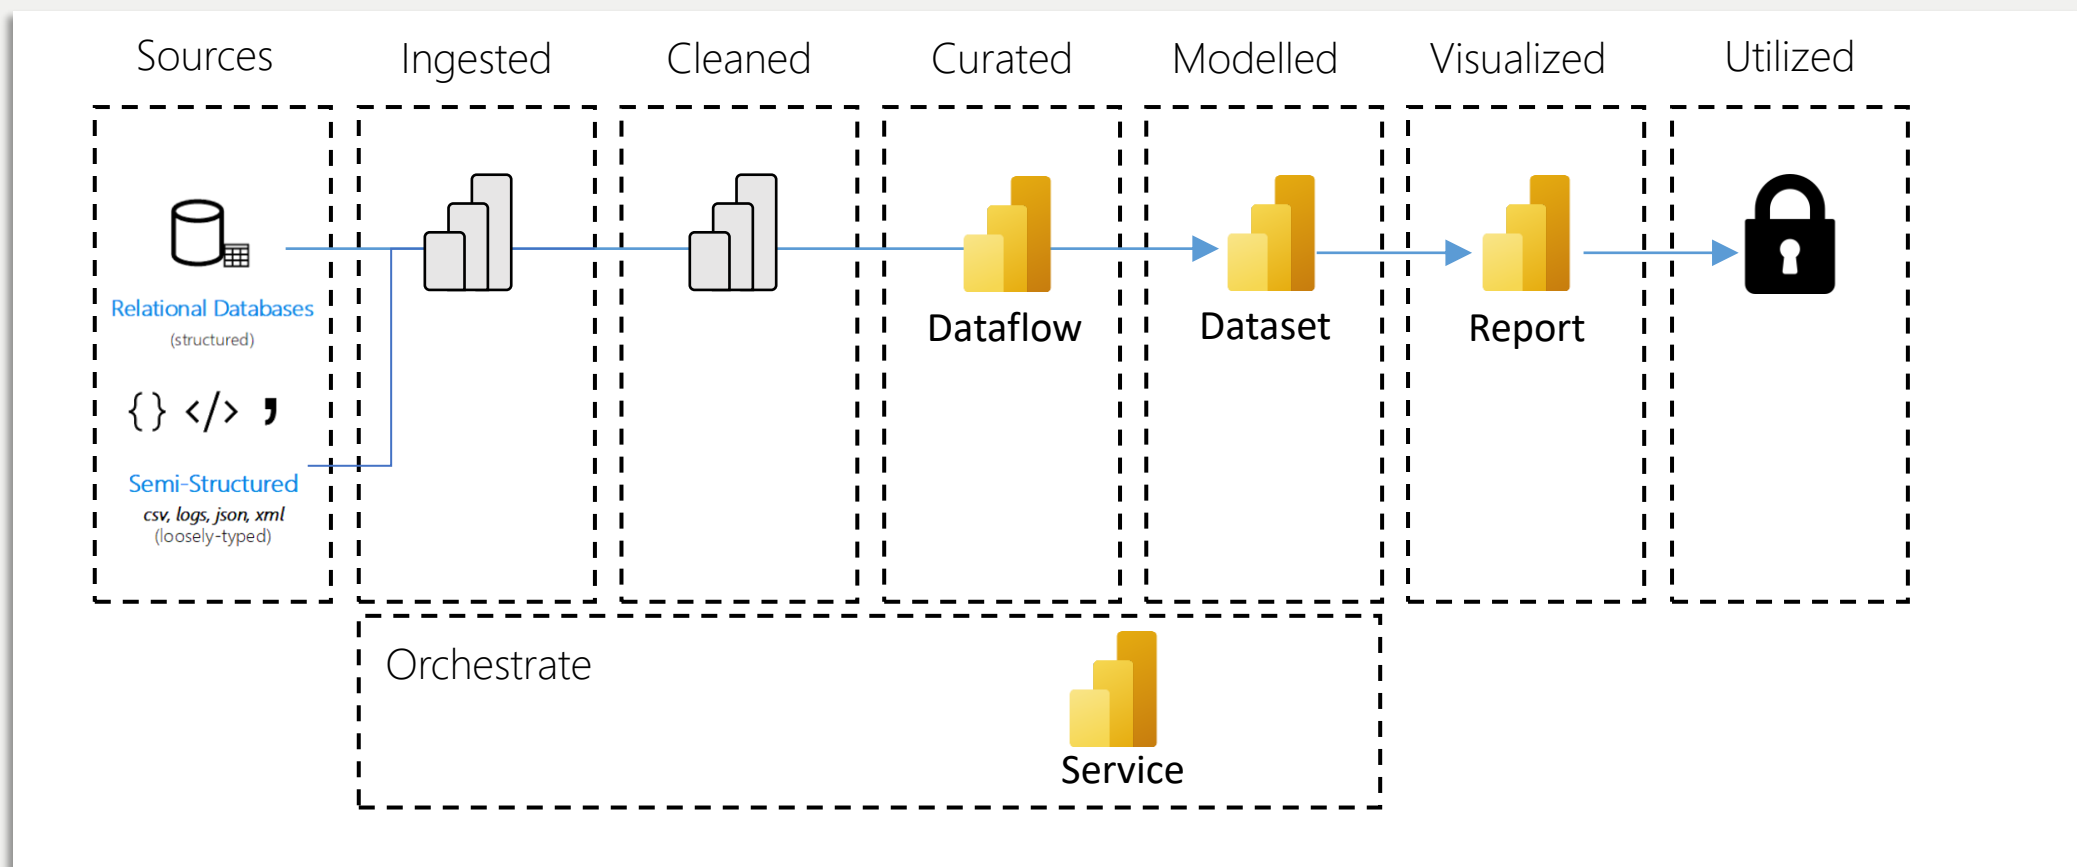 Sources
Ingested
Cleaned
Curated
Modelled
Visualized
Utilized
Relational Databases
(structured)
{ } </> ,
Semi-Structured
csv, logs, json, xml
(loosely-typed)
Dataflow
Dataset
Report
Orchestrate
Service